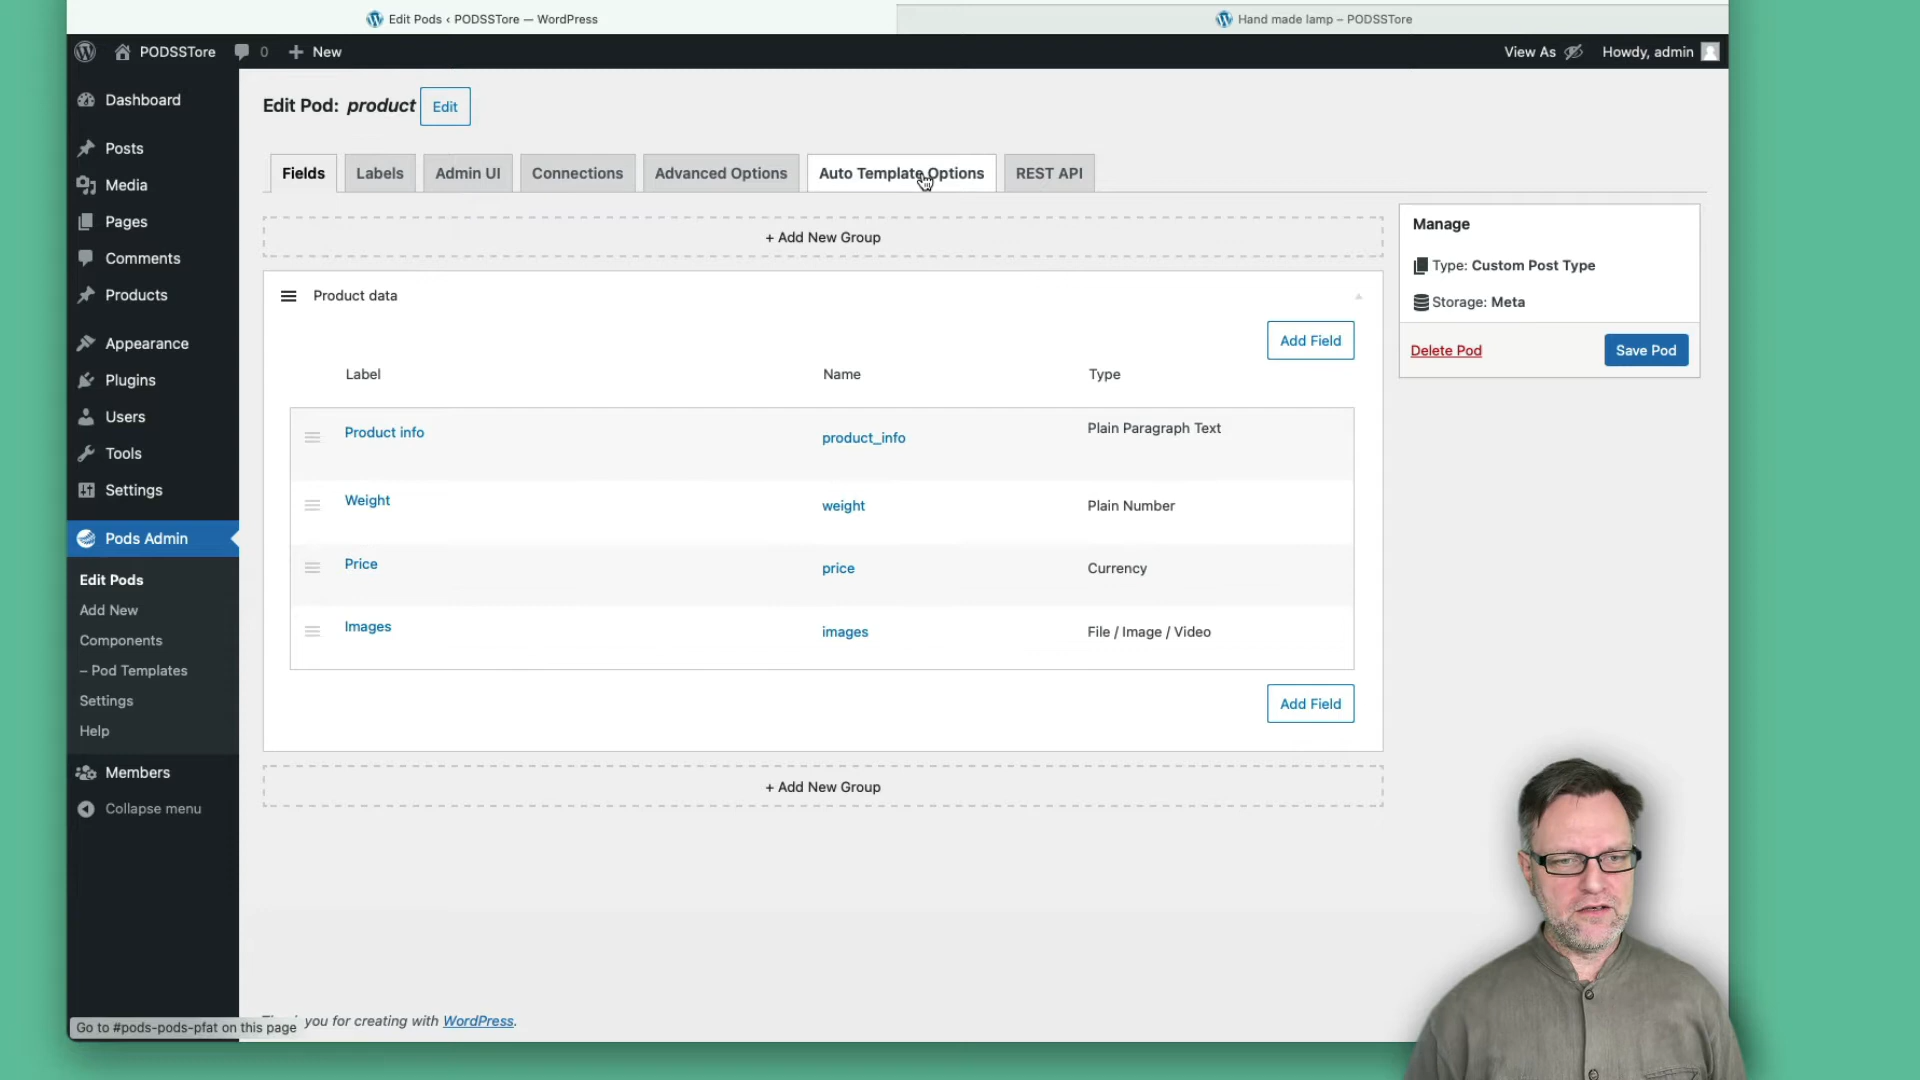 Edit Pods ‹ PODSSTore — WordPress
Hand made lamp – PODSSTore
PODSSTore
0
New
View As
Howdy, admin
Dashboard
Posts
Media
Pages
Comments
Products
Appearance
Plugins
Users
Tools
Settings
Pods Admin
Edit Pods
Add New
Components
– Pod Templates
Settings
Help
Members
Collapse menu
Edit Pod: product
Edit
Fields
Labels
Admin UI
Connections
Advanced Options
Auto Template Options
REST API
+ Add New Group
Product data
Add Field
Label Name Type
Product info product_info Plain Paragraph Text
Weight weight Plain Number
Price price Currency
Images images File / Image / Video
Add Field
+ Add New Group
Manage
Type: Custom Post Type
Storage: Meta
Delete Pod
Save Pod
you for creating with WordPress.
Go to #pods-pods-pfat on this page